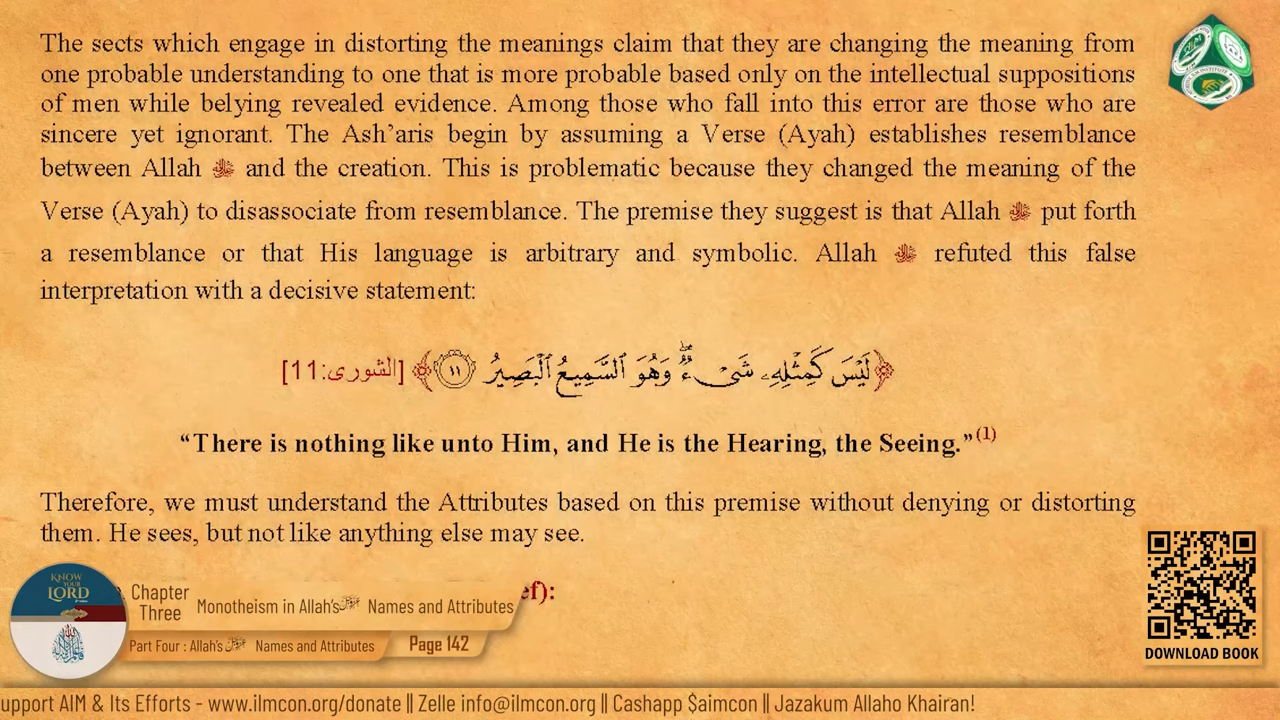 The sects which engage in distorting the meanings claim that they are changing the meaning from
one probable understanding to one that is more probable based only on the intellectual suppositions
of men while belying revealed evidence. Among those who fall into this error are those who are
sincere yet ignorant. The Ash’aris begin by assuming a Verse (Ayah) establishes resemblance
between Allah ﷻ and the creation. This is problematic because they changed the meaning of the
Verse (Ayah) to disassociate from resemblance. The premise they suggest is that Allah ﷻ put forth
a resemblance or that His language is arbitrary and symbolic. Allah ﷻ refuted this false
interpretation with a decisive statement:
﴿لَيْسَ كَمِثْلِهِۦ شَىْءٌ ۖ وَهُوَ ٱلسَّمِيعُ ٱلْبَصِيرُ ١١﴾ [الشورى:11]
“There is nothing like unto Him, and He is the Hearing, the Seeing.”(1)
Therefore, we must understand the Attributes based on this premise without denying or distorting
them. He sees, but not like anything else may see.
ef):
KNOW YOUR LORD
Chapter Three
Monotheism in Allah’s ﷻ Names and Attributes
Part Four : Allah’s ﷻ Names and Attributes
Page 142
DOWNLOAD BOOK
upport AIM & Its Efforts - www.ilmcon.org/donate || Zelle info@ilmcon.org || Cashapp $aimcon || Jazakum Allaho Khairan!